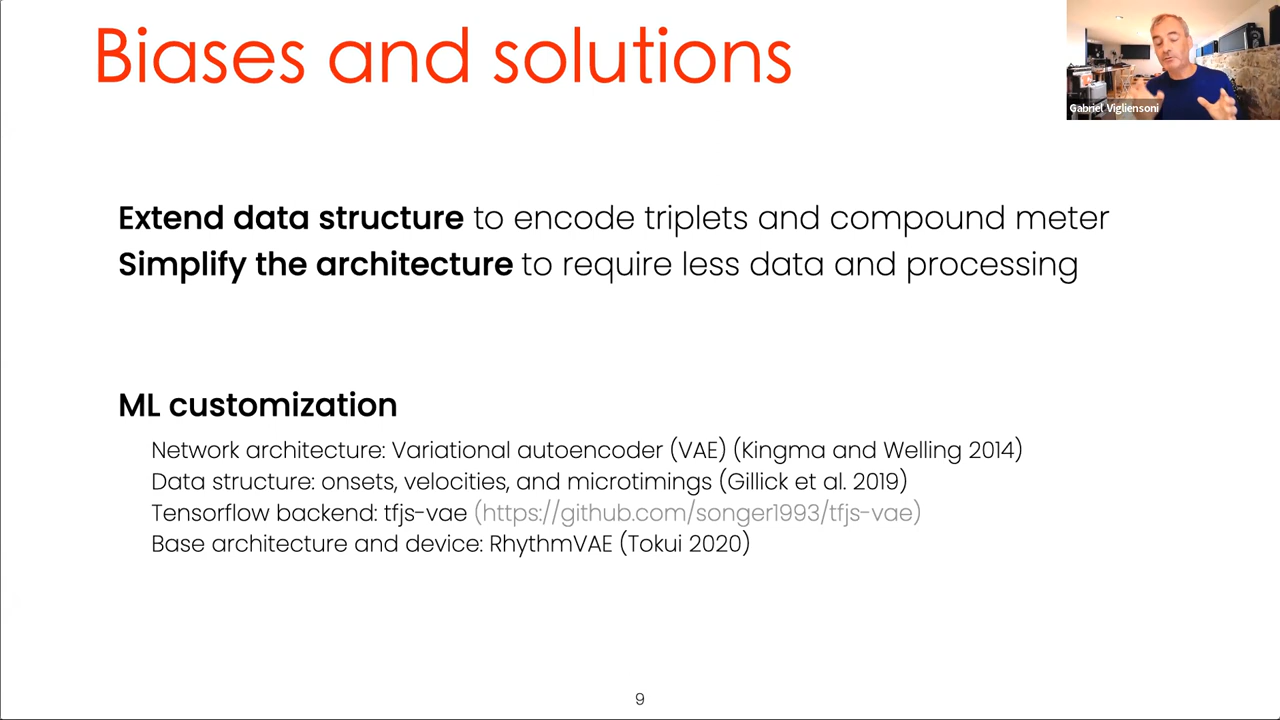 Biases and solutions
Gabriel Vigliensoni
Extend data structure to encode triplets and compound meter
Simplify the architecture to require less data and processing
ML customization
Network architecture: Variational autoencoder (VAE) (Kingma and Welling 2014)
Data structure: onsets, velocities, and microtimings (Gillick et al. 2019)
Tensorflow backend: tfjs-vae (https://github.com/songer1993/tfjs-vae)
Base architecture and device: RhythmVAE (Tokui 2020)
9